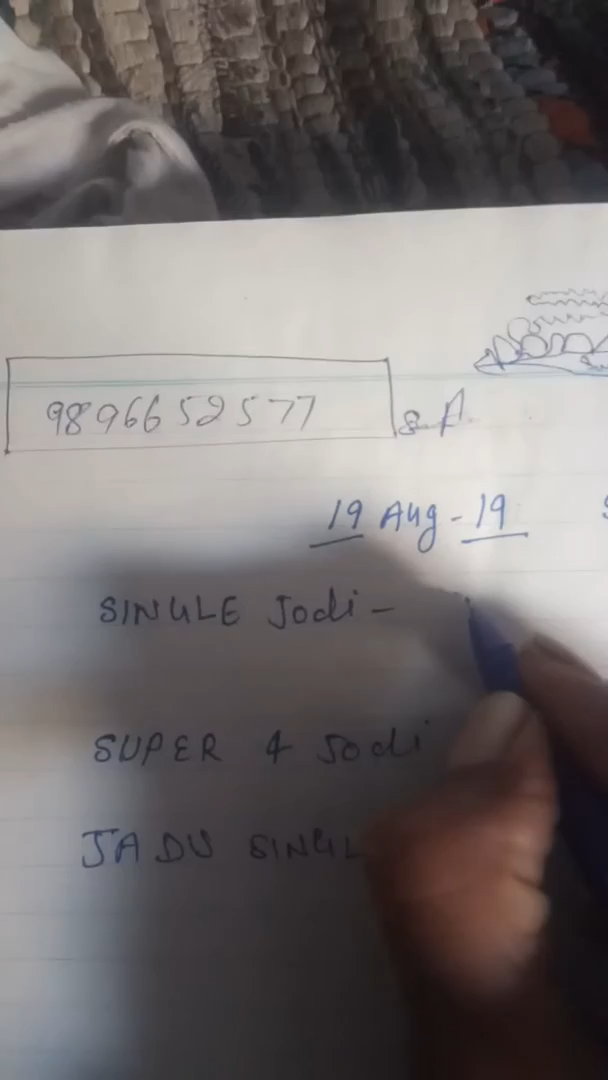 9896652577
19 Aug - 19
SINGLE Jodi -
SUPER 4 Jodi
JADU SINGL